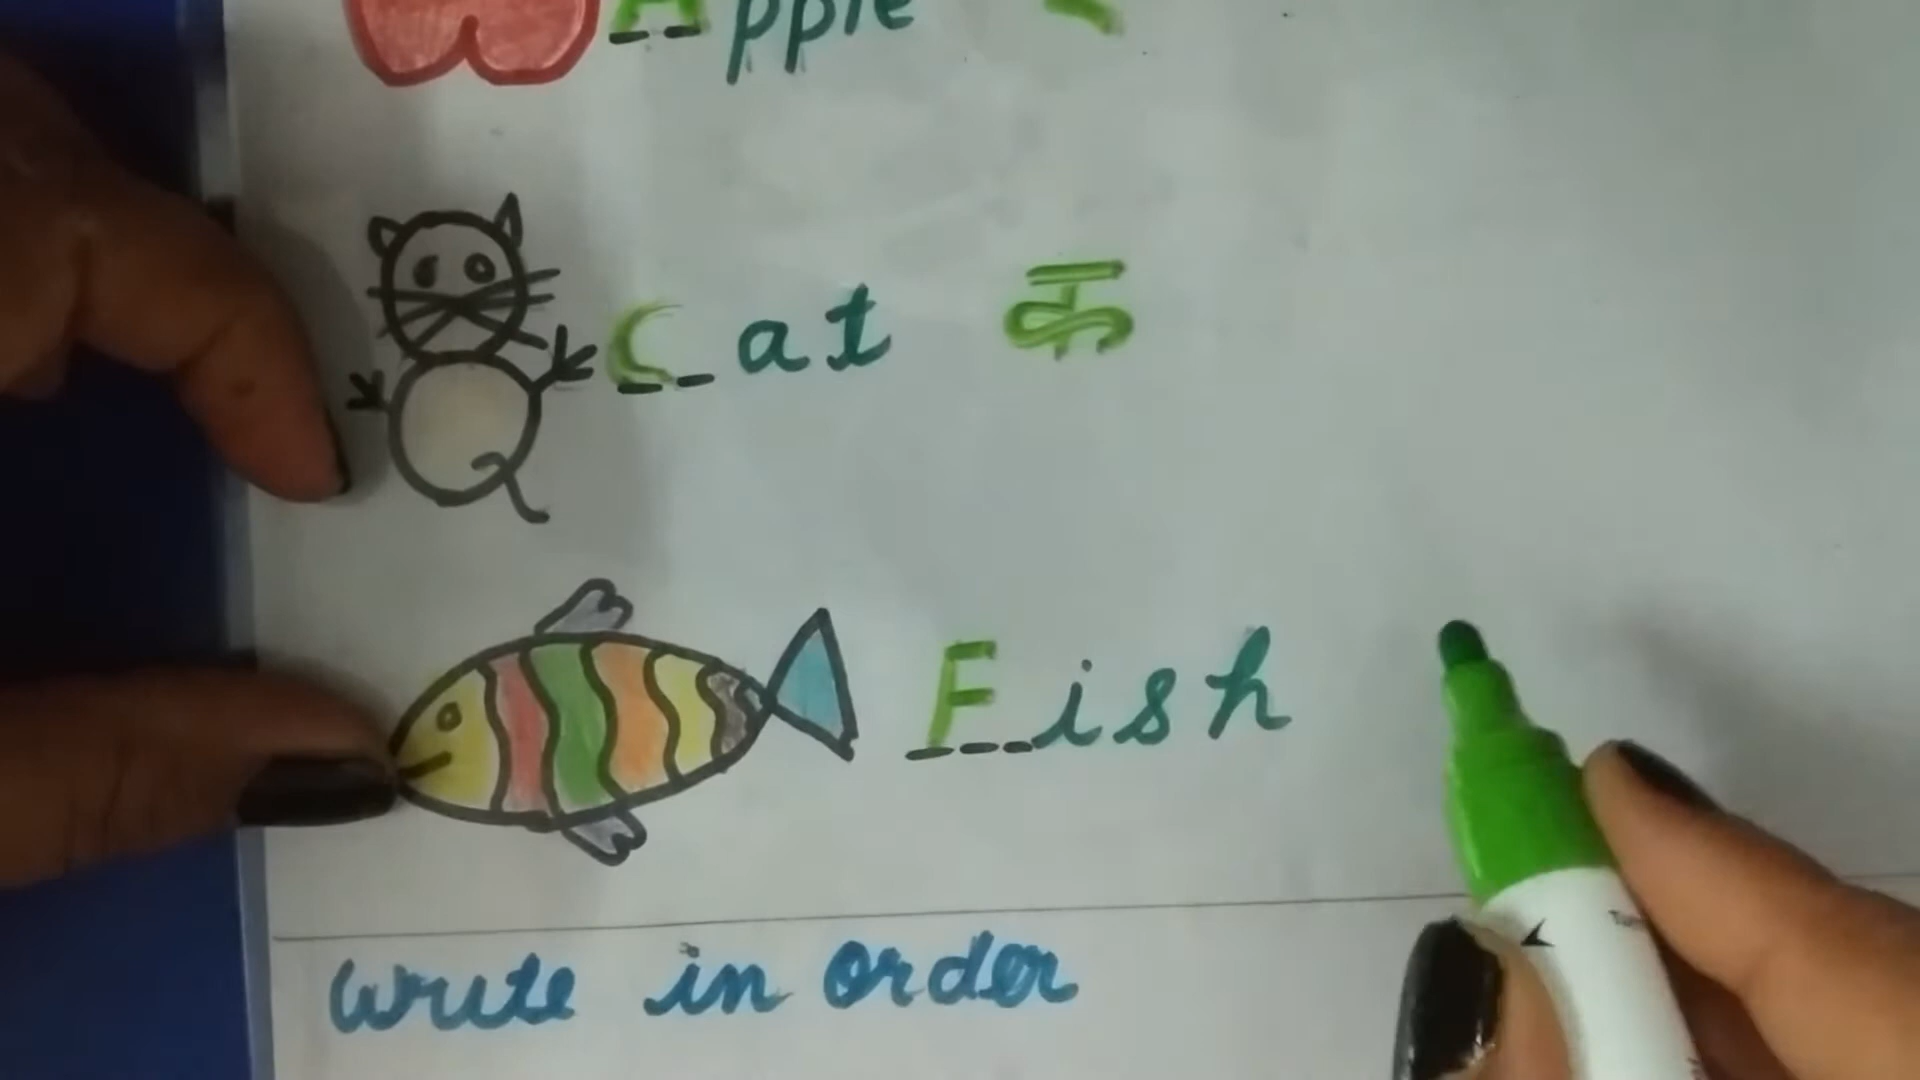 Apple
Cat क
Fish
write in order